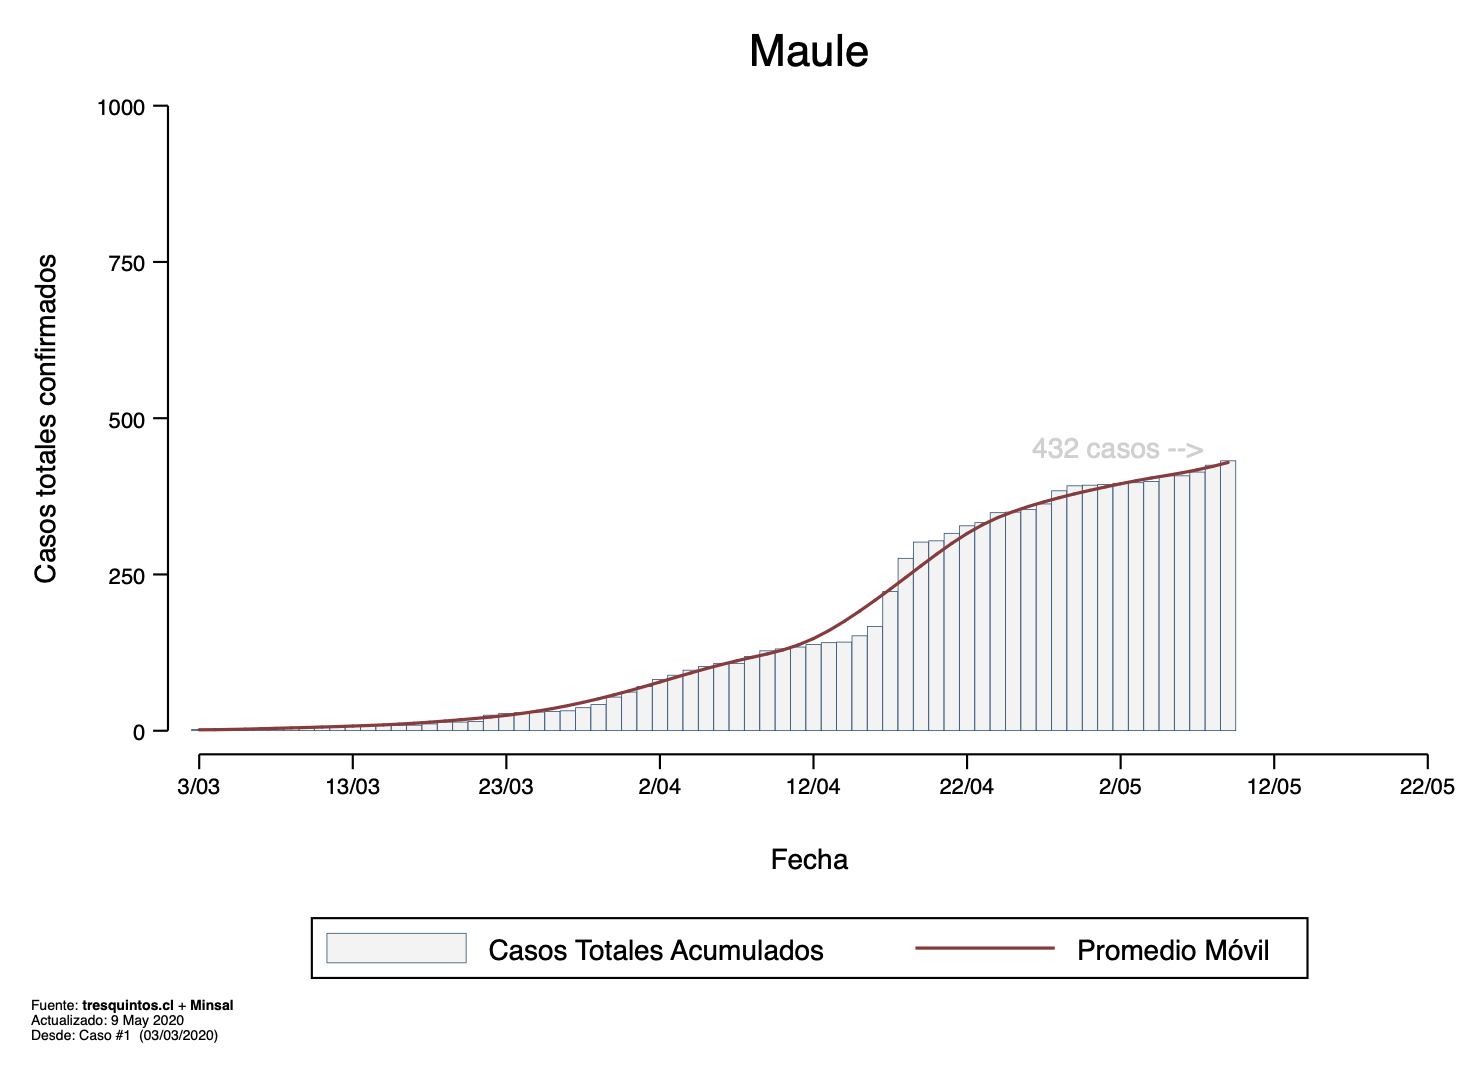 Maule
1000
750
500
250
0
Casos totales confirmados
432 casos -->
3/03 13/03 23/03 2/04 12/04 22/04 2/05 12/05 22/05
Fecha
Casos Totales Acumulados Promedio Móvil
Fuente: tresquintos.cl + Minsal
Actualizado: 9 May 2020
Desde: Caso #1 (03/03/2020)